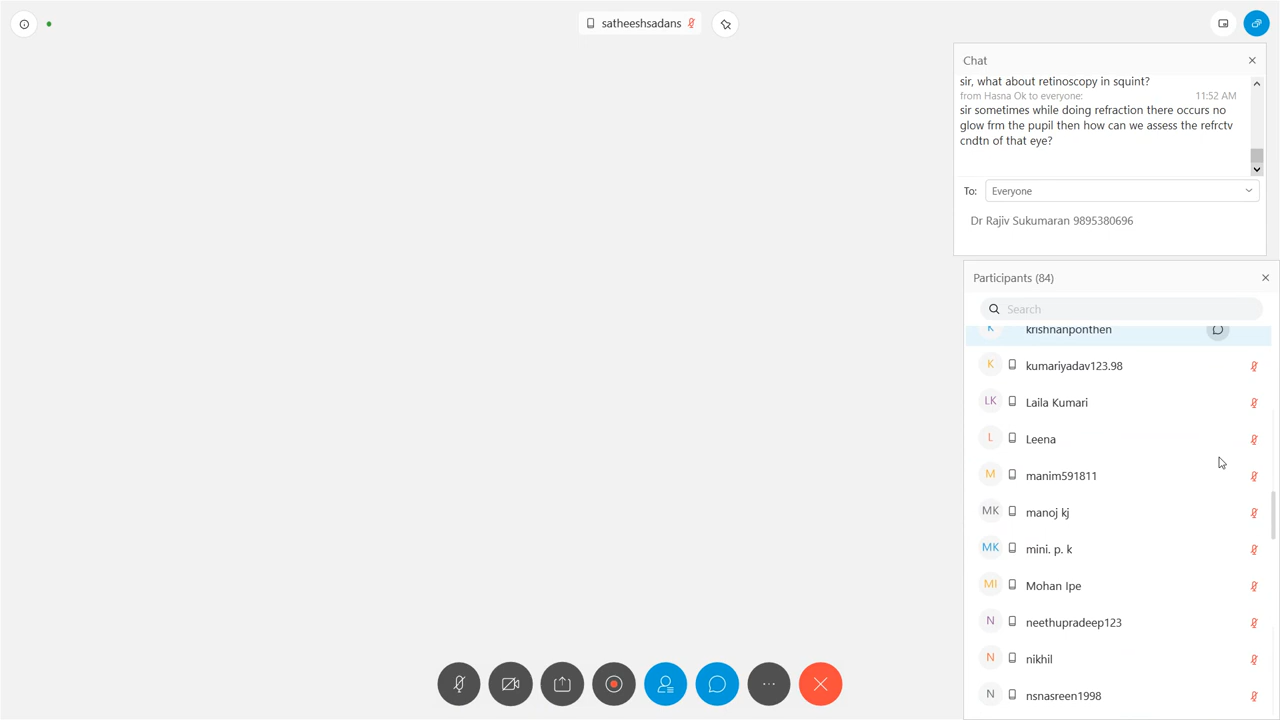 satheeshsadans
Chat
sir, what about retinoscopy in squint?
from Hasna Ok to everyone: 11:52 AM
sir sometimes while doing refraction there occurs no
glow frm the pupil then how can we assess the refrctv
cndtn of that eye?
To: Everyone
Dr Rajiv Sukumaran 9895380696
Participants (84)
Search
K krishnanponthen
K kumariyadav123.98
LK Laila Kumari
L Leena
M manim591811
MK manoj kj
MK mini. p. k
MI Mohan Ipe
N neethupradeep123
N nikhil
N nsnasreen1998